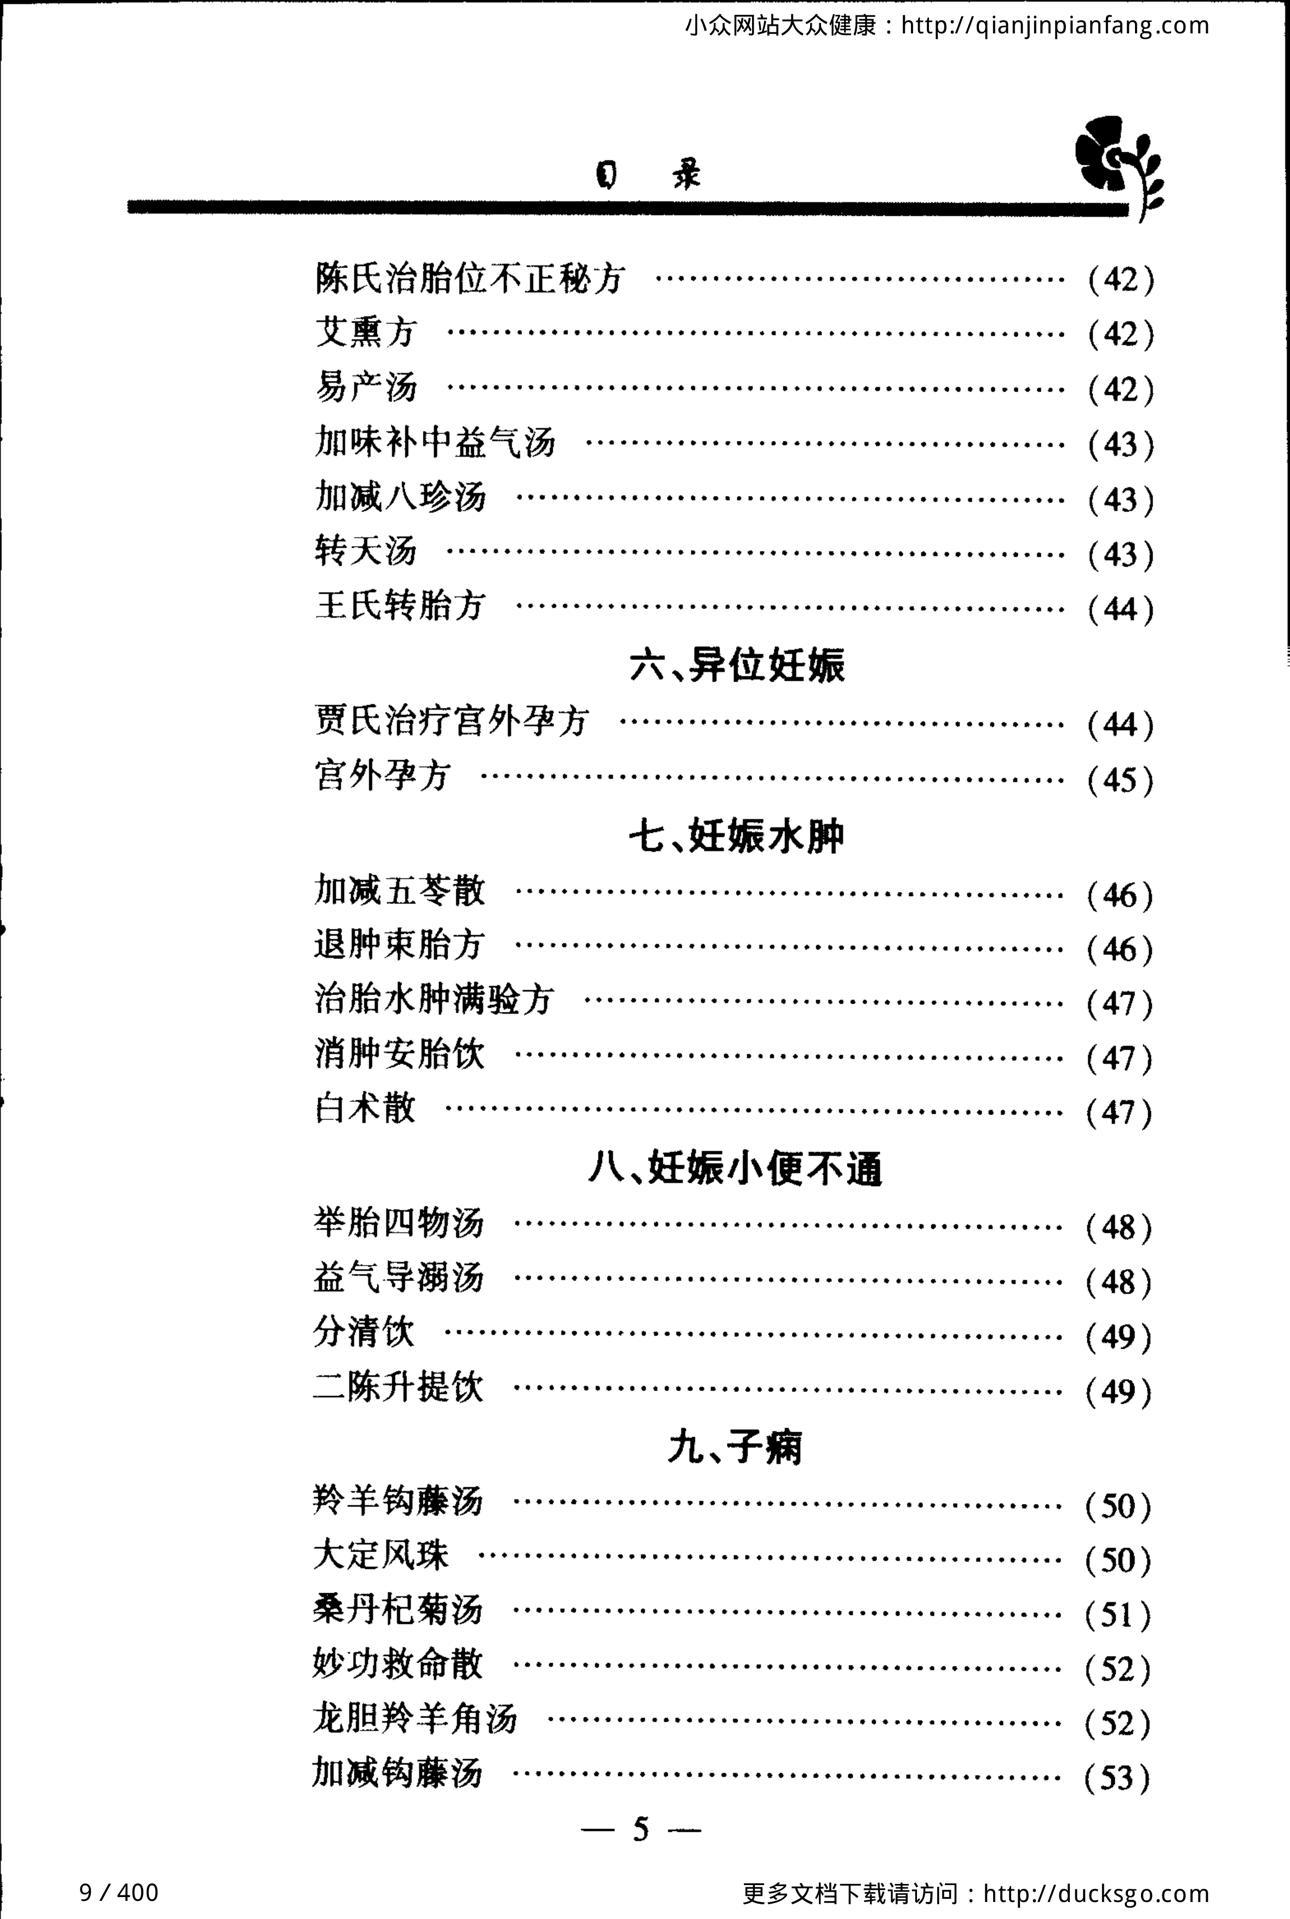 小众网站大众健康：http://qianjinpianfang.com
目 录
陈氏治胎位不正秘方 …………………………………… (42)
艾熏方 …………………………………… (42)
易产汤 …………………………………… (42)
加味补中益气汤 …………………………………… (43)
加减八珍汤 …………………………………… (43)
转天汤 …………………………………… (43)
王氏转胎方 …………………………………… (44)
六、异位妊娠
贾氏治疗宫外孕方 …………………………………… (44)
宫外孕方 …………………………………… (45)
七、妊娠水肿
加减五苓散 …………………………………… (46)
退肿束胎方 …………………………………… (46)
治胎水肿满验方 …………………………………… (47)
消肿安胎饮 …………………………………… (47)
白术散 …………………………………… (47)
八、妊娠小便不通
举胎四物汤 …………………………………… (48)
益气导溺汤 …………………………………… (48)
分清饮 …………………………………… (49)
二陈升提饮 …………………………………… (49)
九、子痫
羚羊钩藤汤 …………………………………… (50)
大定风珠 …………………………………… (50)
桑丹杞菊汤 …………………………………… (51)
妙功救命散 …………………………………… (52)
龙胆羚羊角汤 …………………………………… (52)
加减钩藤汤 …………………………………… (53)
— 5 —
9 / 400
更多文档下载请访问：http://ducksgo.com